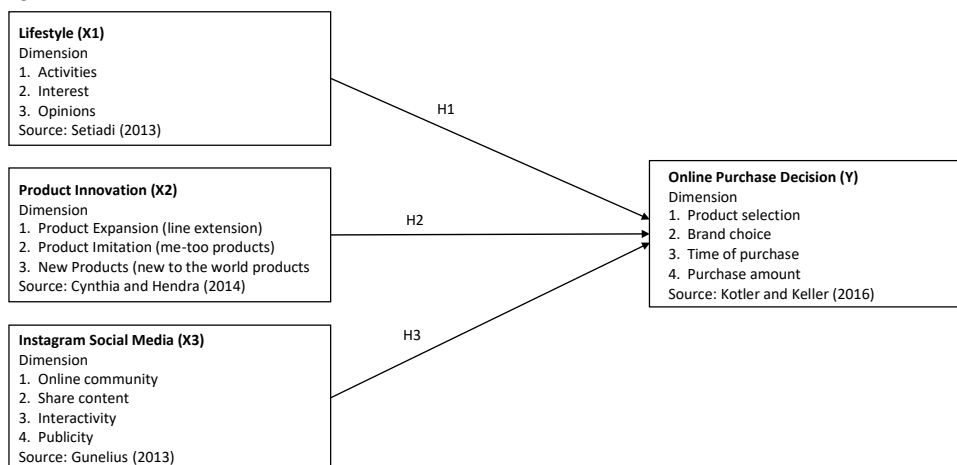 Lifestyle (X1)
Dimension
1. Activities
2. Interest
3. Opinions
Source: Setiadi (2013)
H1
Product Innovation (X2)
Dimension
1. Product Expansion (line extension)
2. Product Imitation (me-too products)
3. New Products (new to the world products
Source: Cynthia and Hendra (2014)
H2
Online Purchase Decision (Y)
Dimension
1. Product selection
2. Brand choice
3. Time of purchase
4. Purchase amount
Source: Kotler and Keller (2016)
Instagram Social Media (X3)
Dimension
1. Online community
2. Share content
3. Interactivity
4. Publicity
Source: Gunelius (2013)
H3